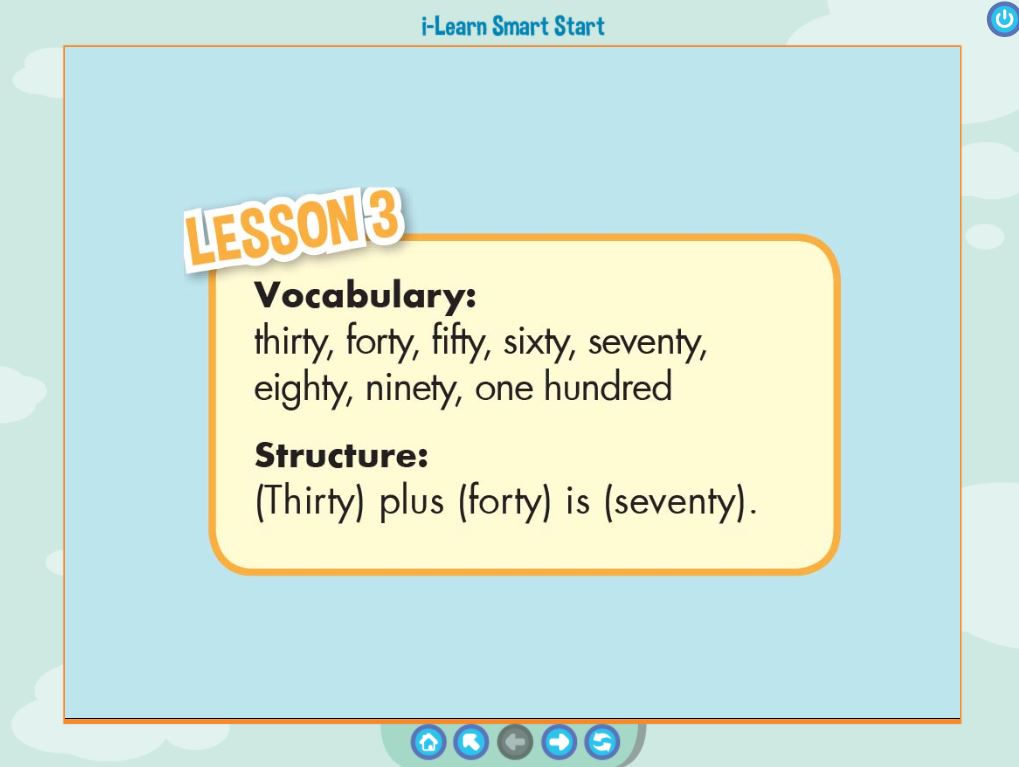 i-Learn Smart Start
LESSON 3
Vocabulary:
thirty, forty, fifty, sixty, seventy,
eighty, ninety, one hundred
Structure:
(Thirty) plus (forty) is (seventy).